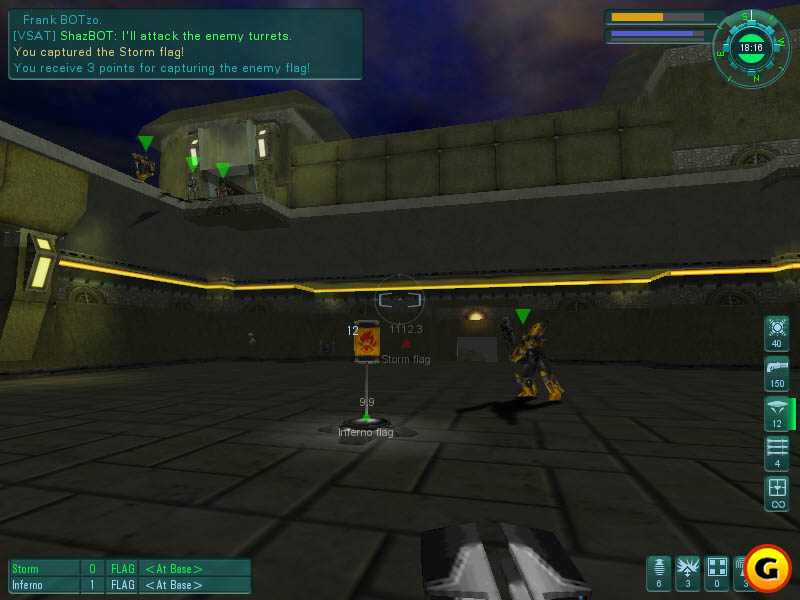 Frank BOTzo.
[VSAT] ShazBOT: I'll attack the enemy turrets.
You captured the Storm flag!
You receive 3 points for capturing the enemy flag!
18:16
S
W
E
N
12
1112.3
Storm flag
9.9
Inferno flag
40
150
12
4
∞
Storm 0 FLAG <At Base>
Inferno 1 FLAG <At Base>
6
3
0
3
G